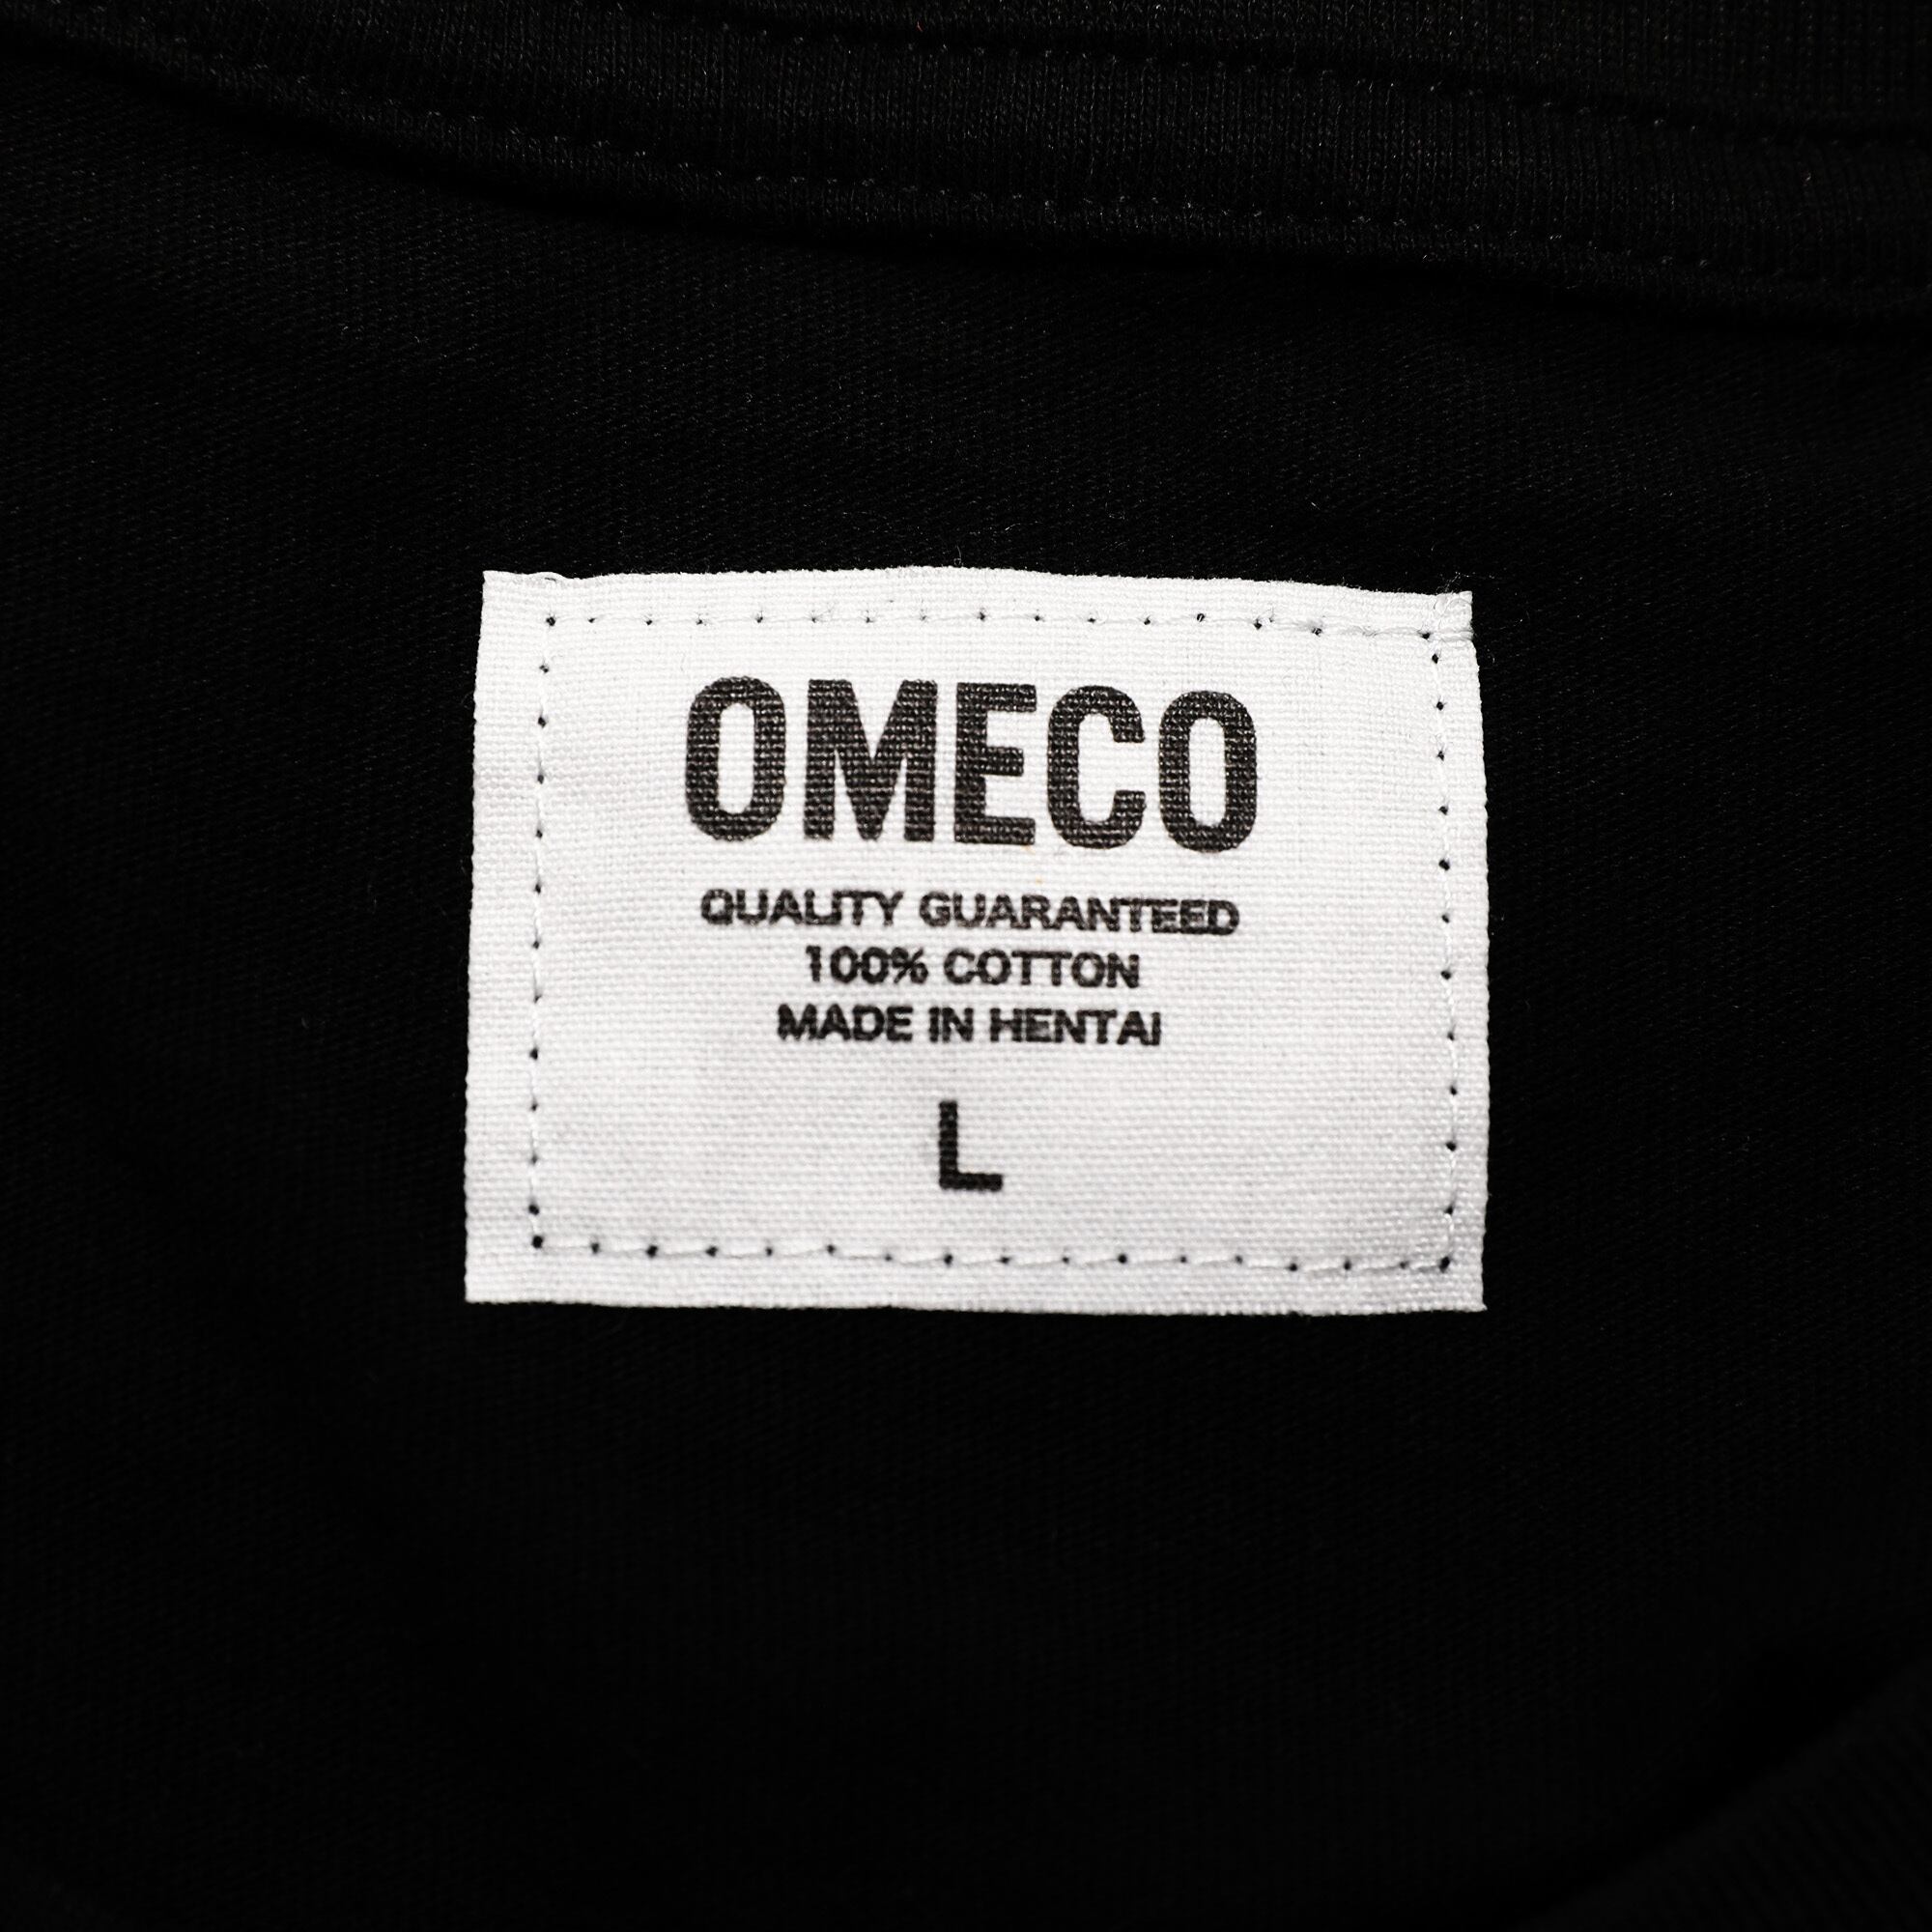 OMECO
QUALITY GUARANTEED
100% COTTON
MADE IN HENTAI
L